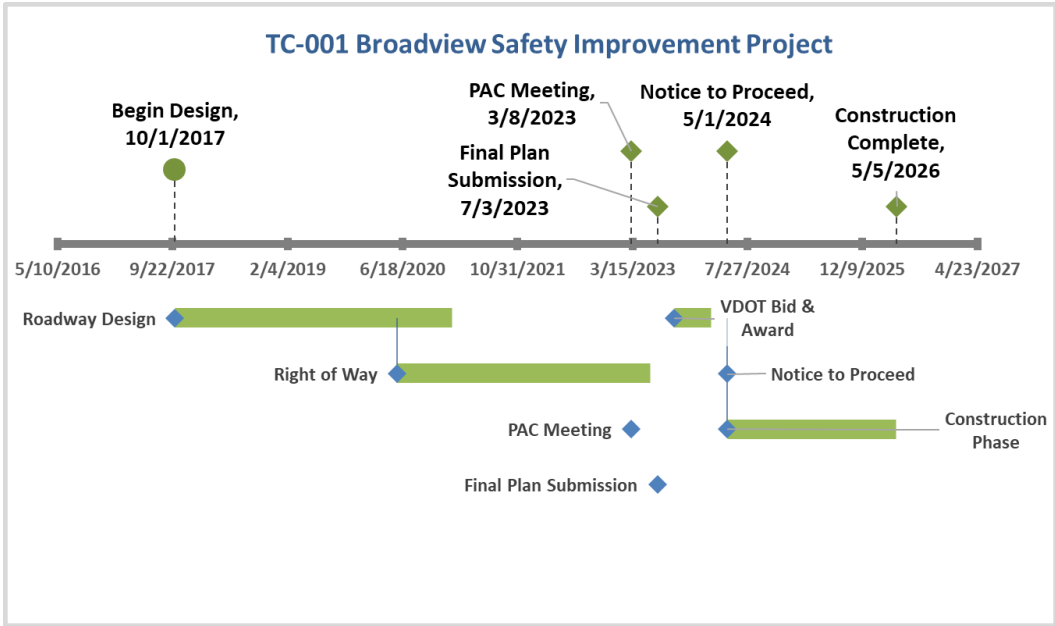 TC-001 Broadview Safety Improvement Project
Begin Design,
10/1/2017
PAC Meeting,
3/8/2023
Final Plan
Submission,
7/3/2023
Notice to Proceed,
5/1/2024
Construction
Complete,
5/5/2026
5/10/2016
9/22/2017
2/4/2019
6/18/2020
10/31/2021
3/15/2023
7/27/2024
12/9/2025
4/23/2027
Roadway Design
VDOT Bid &
Award
Right of Way
Notice to Proceed
PAC Meeting
Construction
Phase
Final Plan Submission